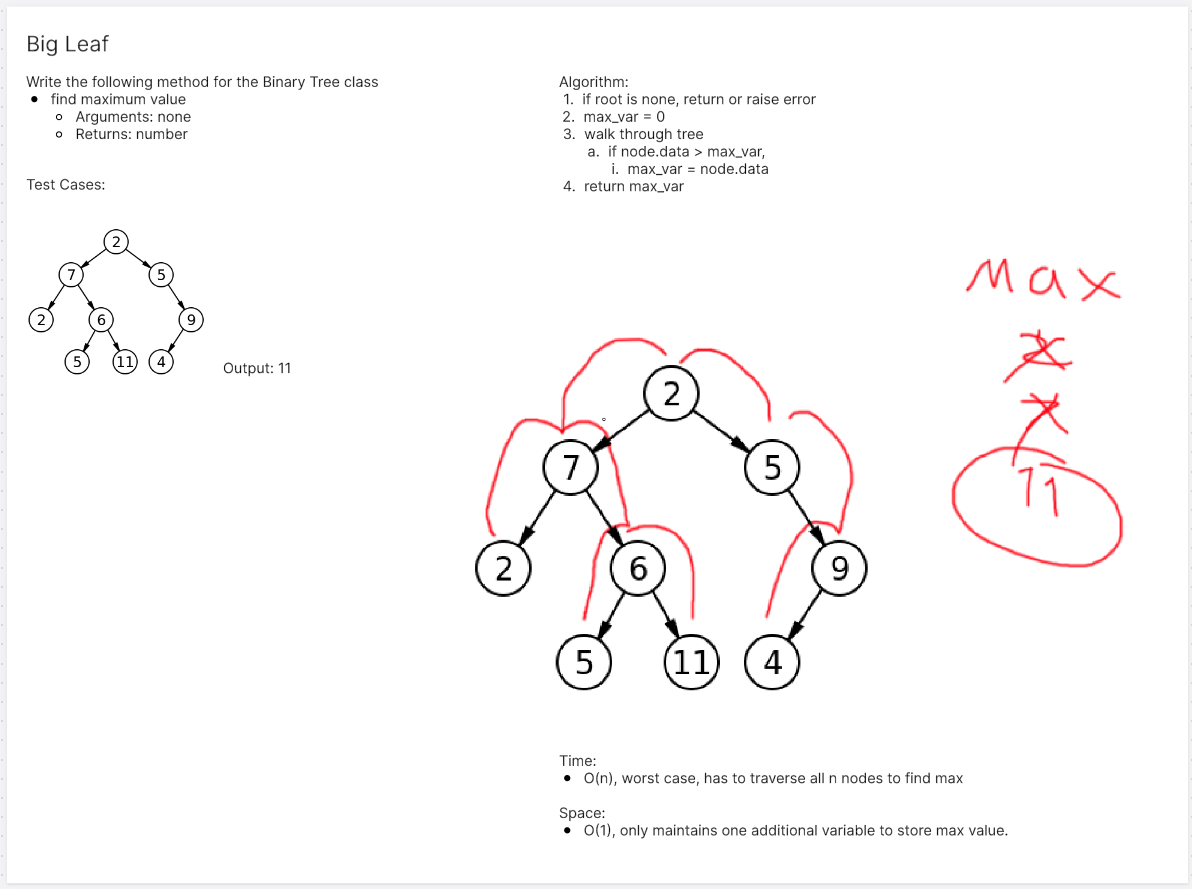 Big Leaf
Write the following method for the Binary Tree class
• find maximum value
○ Arguments: none
○ Returns: number
Test Cases:
2
7 5
2 6 9
5 11 4
Output: 11
Algorithm:
1. if root is none, return or raise error
2. max_var = 0
3. walk through tree
a. if node.data > max_var,
i. max_var = node.data
4. return max_var
Max
11
2
7 5
2 6 9
5 11 4
Time:
• O(n), worst case, has to traverse all n nodes to find max
Space:
• O(1), only maintains one additional variable to store max value.